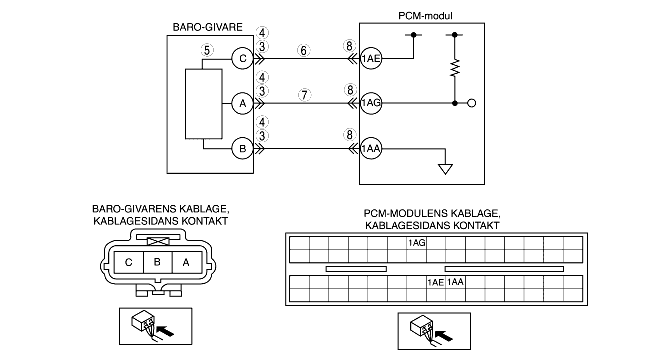 BARO-GIVARE
PCM-modul
4
3
5
C
6
8
1AE
4
3
A
7
8
1AG
4
3
B
8
1AA
BARO-GIVARENS KABLAGE,
KABLAGESIDANS KONTAKT
C B A
PCM-MODULENS KABLAGE,
KABLAGESIDANS KONTAKT
1AG
1AE 1AA